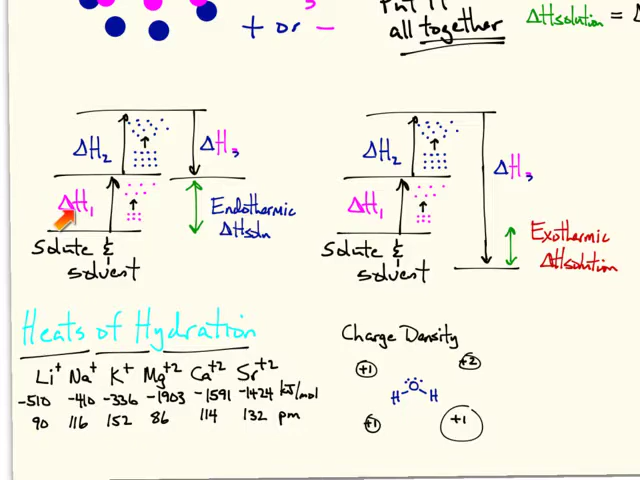 3
+ or -
Put IT
all together
ΔHsolution = Δ
ΔH₂
ΔH₃
ΔH₁
Endothermic
ΔHsoln
Solute &
solvent
ΔH₂
ΔH₃
ΔH₁
Exothermic
ΔHsolution
Solute &
solvent
Heats of Hydration
Li⁺ Na⁺ K⁺ Mg⁺² Ca⁺² Sr⁺²
-510 -410 -336 -1903 -1591 -1424 kJ/mol
90 116 152 86 114 132 pm
Charge Density
+1 +2
H O H
+1 +1